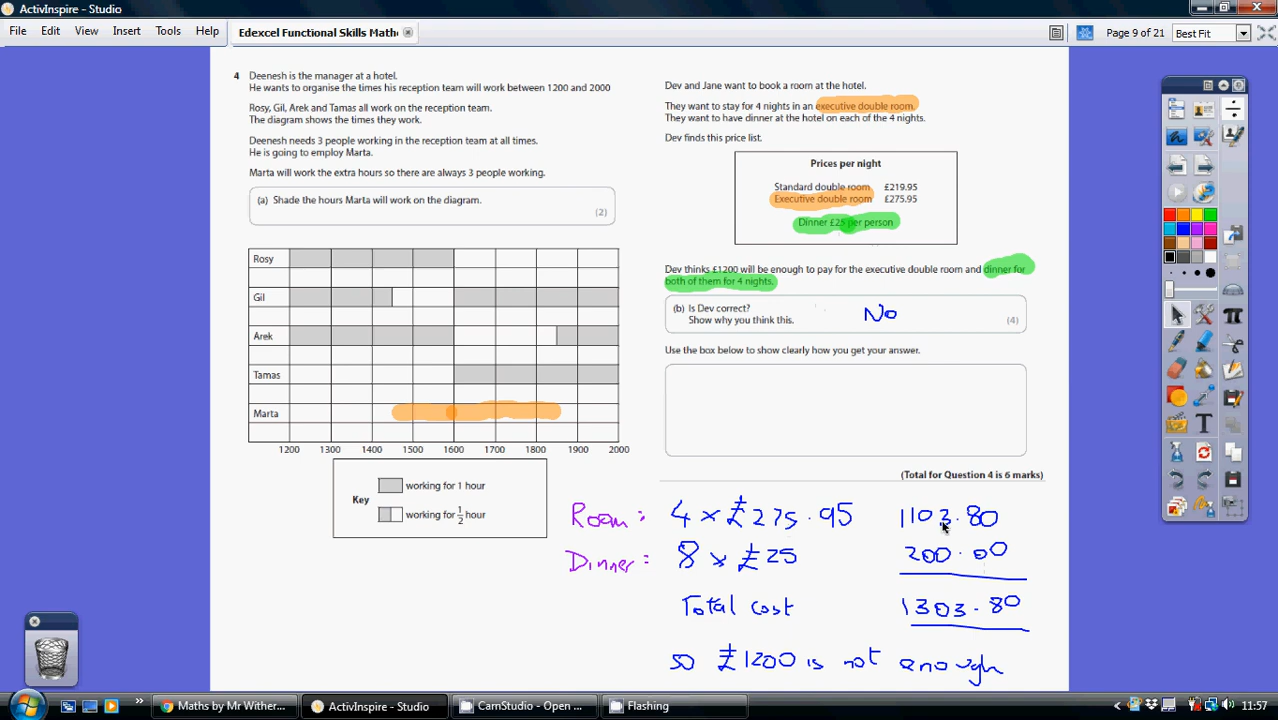 ActivInspire - Studio
File Edit View Insert Tools Help
Edexcel Functional Skills Mathe
Page 9 of 21
Best Fit
4 Deenesh is the manager at a hotel.
He wants to organise the times his reception team will work between 1200 and 2000
Rosy, Gil, Arek and Tamas all work on the reception team.
The diagram shows the times they work.
Deenesh needs 3 people working in the reception team at all times.
He is going to employ Marta.
Marta will work the extra hours so there are always 3 people working.
(a) Shade the hours Marta will work on the diagram.
(2)
Rosy
Gil
Arek
Tamas
Marta
1200 1300 1400 1600 1500 1700 1800 2000
Key
working for 1 hour
working for 1/2 hour
Dev and Jane want to book a room at the hotel.
They want to stay for 4 nights in an executive double room.
They want to have dinner at the hotel on each of the 4 nights.
Dev finds this price list.
Prices per night
Standard double room £219.95
Executive double room £275.95
Dinner £25 per person
Dev thinks £1200 will be enough to pay for the executive double room and dinner for
both of them for 4 nights.
(b) Is Dev correct?
Show why you think this.
(4)
No
Use the box below to show clearly how you get your answer.
(Total for Question 4 is 6 marks)
Room: 4 × £275.95 1103.80
Dinner: 8 × £25 200.00
Total cost 1303.80
so £1200 is not enough
Maths by Mr Wither...
ActivInspire - Studio
CamStudio - Open ...
Flashing
11:57